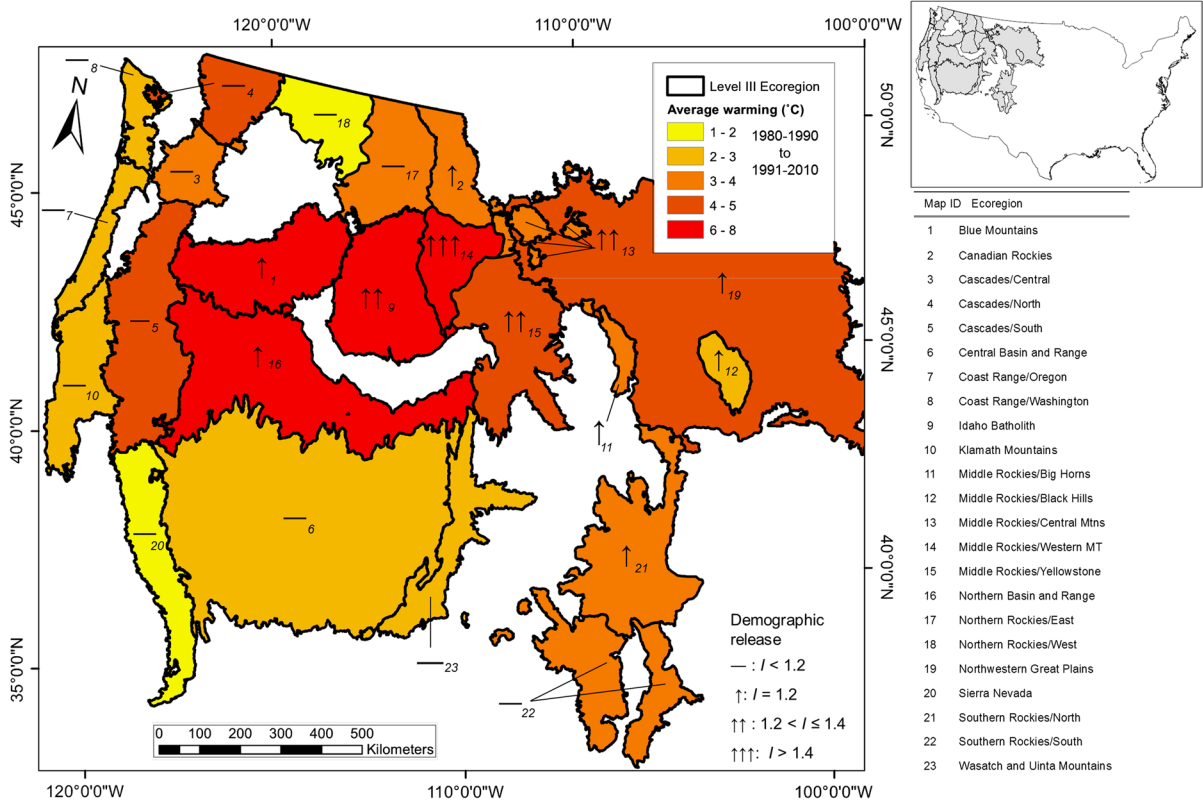 120°0'0"W
110°0'0"W
100°0'0"W
50°0'0"N
45°0'0"N
40°0'0"N
45°0'0"N
40°0'0"N
35°0'0"N
120°0'0"W
110°0'0"W
100°0'0"W
N
Level III Ecoregion
Average warming (˚C)
1 - 2
2 - 3
3 - 4
4 - 5
6 - 8
1980-1990
to
1991-2010
— 8
— 4
— 18
— 3
— 17
↑ 2
— 7
↑↑↑ 14
↑↑ 13
↑ 1
↑↑ 9
↑ 19
— 5
↑↑ 15
↑ 16
↑ 12
— 10
↑ 11
— 6
— 20
↑ 21
— 23
— 22
Demographic
release
— : I < 1.2
↑: I = 1.2
↑↑ : 1.2 < I ≤ 1.4
↑↑↑: I > 1.4
0 100 200 300 400 500
Kilometers
Map ID Ecoregion
1 Blue Mountains
2 Canadian Rockies
3 Cascades/Central
4 Cascades/North
5 Cascades/South
6 Central Basin and Range
7 Coast Range/Oregon
8 Coast Range/Washington
9 Idaho Batholith
10 Klamath Mountains
11 Middle Rockies/Big Horns
12 Middle Rockies/Black Hills
13 Middle Rockies/Central Mtns
14 Middle Rockies/Western MT
15 Middle Rockies/Yellowstone
16 Northern Basin and Range
17 Northern Rockies/East
18 Northern Rockies/West
19 Northwestern Great Plains
20 Sierra Nevada
21 Southern Rockies/North
22 Southern Rockies/South
23 Wasatch and Uinta Mountains